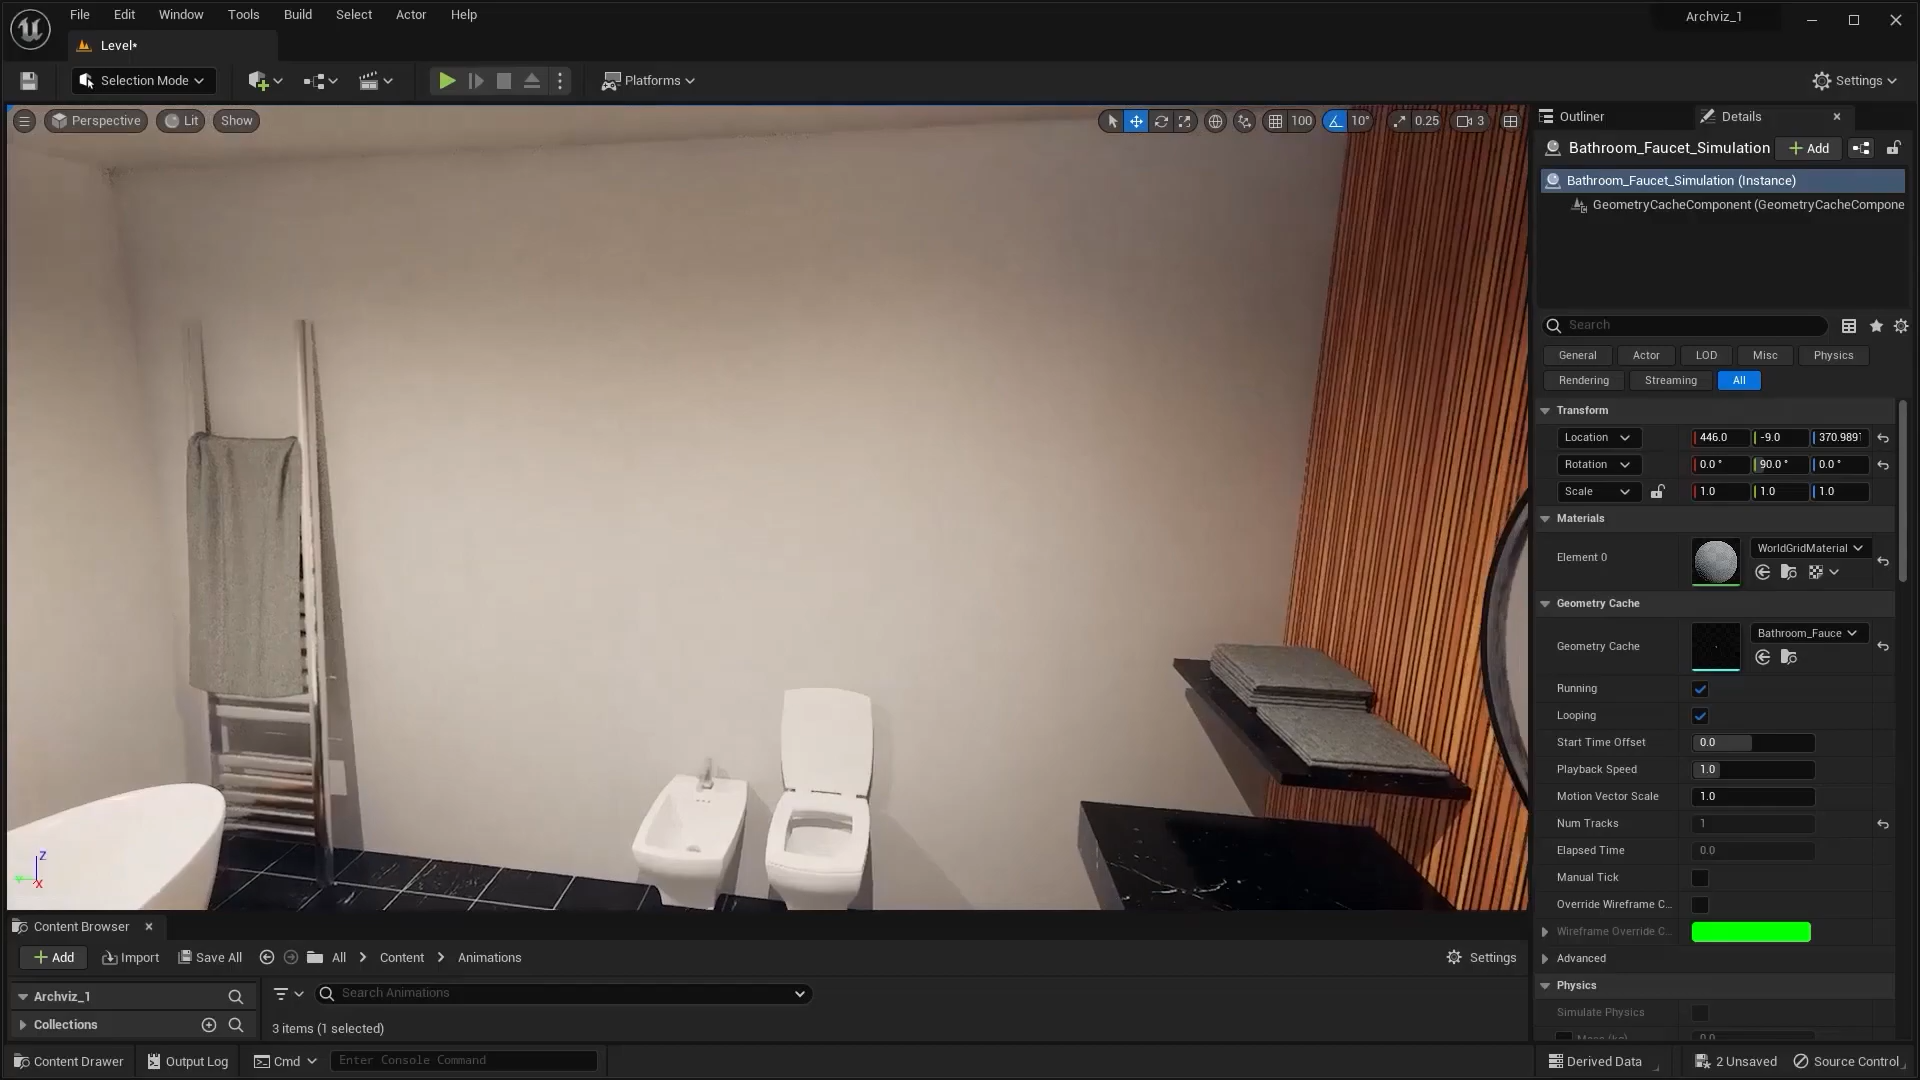 File Edit Window Tools Build Select Actor Help
Archviz_1
Level*
Selection Mode
Platforms
Settings
Perspective Lit Show
100 10° 0.25 3
Outliner
Details
Bathroom_Faucet_Simulation
Add
Bathroom_Faucet_Simulation (Instance)
GeometryCacheComponent (GeometryCacheCompone
Search
General Actor LOD Misc Physics
Rendering Streaming All
Transform
Location 446.0 -9.0 370.9891
Rotation 0.0 ° 90.0 ° 0.0 °
Scale 1.0 1.0 1.0
Materials
Element 0
WorldGridMaterial
Geometry Cache
Geometry Cache
Bathroom_Fauce
Running
Looping
Start Time Offset 0.0
Playback Speed 1.0
Motion Vector Scale 1.0
Num Tracks 1
Elapsed Time 0.0
Manual Tick
Override Wireframe C...
Wireframe Override C...
Advanced
Physics
Simulate Physics
Z
X
Content Browser
Add Import Save All All Content Animations Settings
Archviz_1
Search Animations
Collections
3 items (1 selected)
Content Drawer Output Log Cmd Enter Console Command
Derived Data 2 Unsaved Source Control